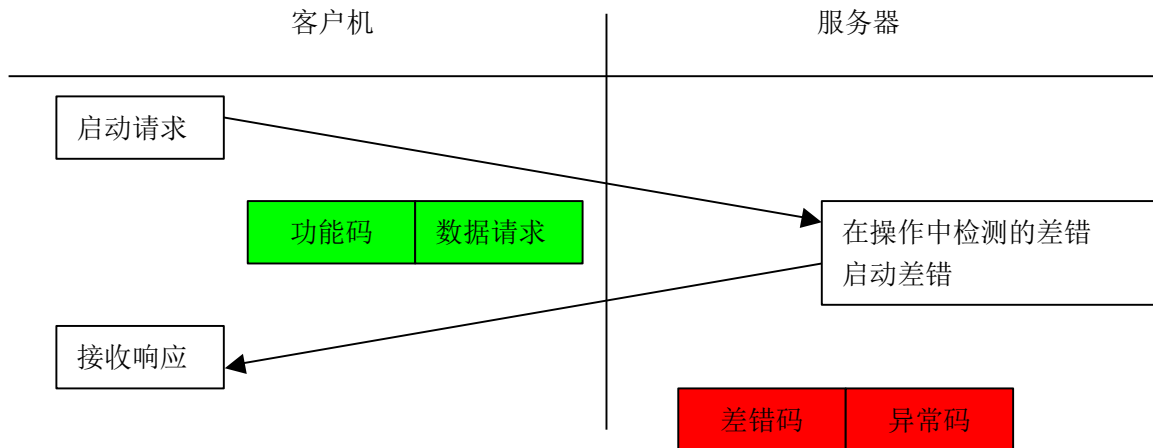 客户机
服务器
启动请求
功能码
数据请求
在操作中检测的差错
启动差错
接收响应
差错码
异常码